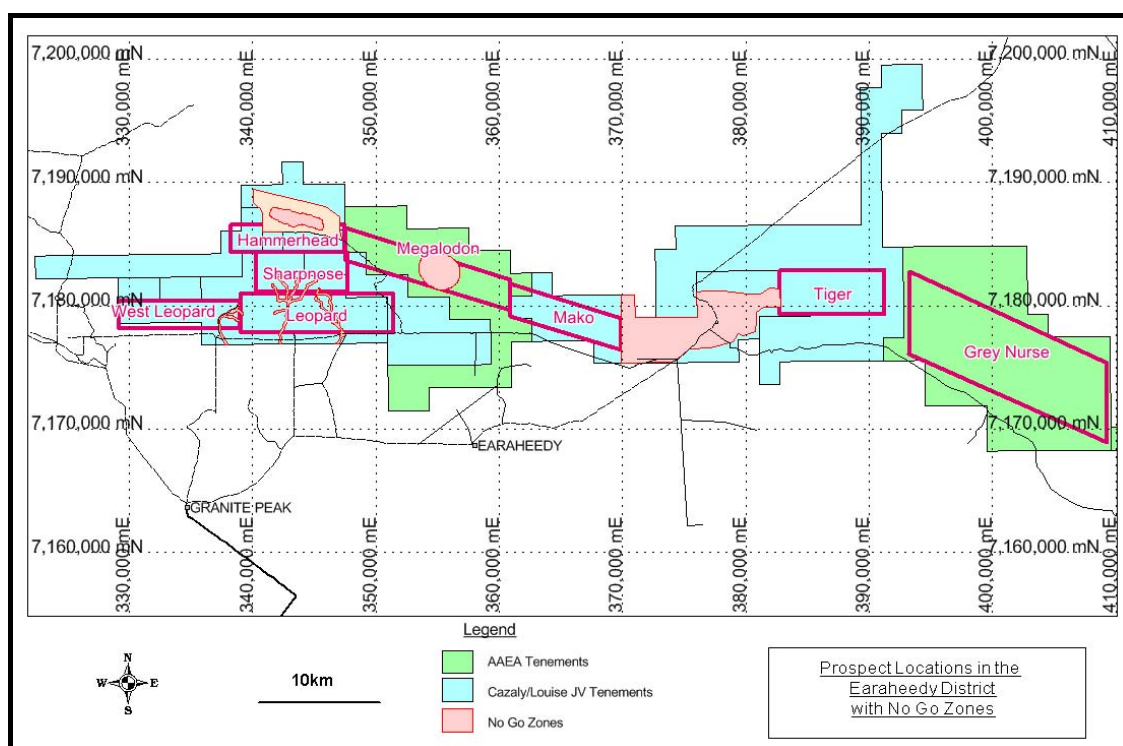 7,200,000 mN
7,200,000 mN
330,000 mE
340,000 mE
350,000 mE
360,000 mE
370,000 mE
380,000 mE
390,000 mE
400,000 mE
410,000 mE
7,190,000 mN
7,190,000 mN
Hammerhead
Megalodon
Sharpnose
7,180,000 mN
West Leopard
Leopard
Mako
Tiger
7,180,000 mN
Grey Nurse
7,170,000 mN
7,170,000 mN
EARAHEEDY
GRANITE PEAK
7,160,000 mN
7,160,000 mN
330,000 mE
340,000 mE
350,000 mE
360,000 mE
370,000 mE
380,000 mE
390,000 mE
400,000 mE
410,000 mE
Legend
N
W E
S
10km
AAEA Tenements
Cazaly/Louise JV Tenements
No Go Zones
Prospect Locations in the
Earaheedy District
with No Go Zones